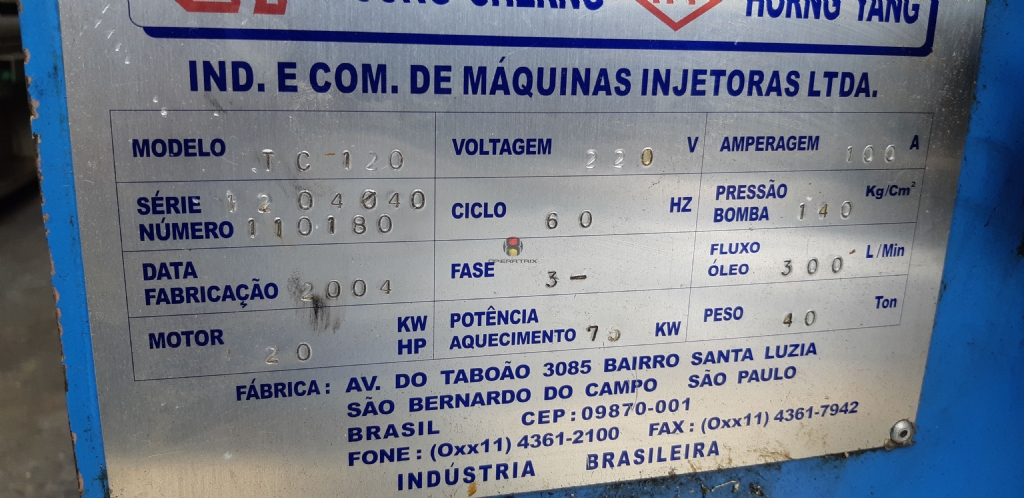 CHERNG HORNG YANG
IND. E COM. DE MÁQUINAS INJETORAS LTDA.
MODELO TC-120 VOLTAGEM 220 V AMPERAGEM 100 A
SÉRIE 1204040 CICLO 60 HZ PRESSÃO BOMBA 140 Kg/Cm²
NÚMERO 110180
DATA FABRICAÇÃO 2004 FASE 3- FLUXO ÓLEO 300 L/Min
MOTOR 20 KW HP POTÊNCIA AQUECIMENTO KW PESO 40 Ton
FÁBRICA: AV. DO TABOÃO 3085 BAIRRO SANTA LUZIA
SÃO BERNARDO DO CAMPO SÃO PAULO
BRASIL CEP: 09870-001
FONE: (Oxx11) 4361-2100 FAX: (Oxx11) 4361-7942
INDÚSTRIA BRASILEIRA
OPERATRIX